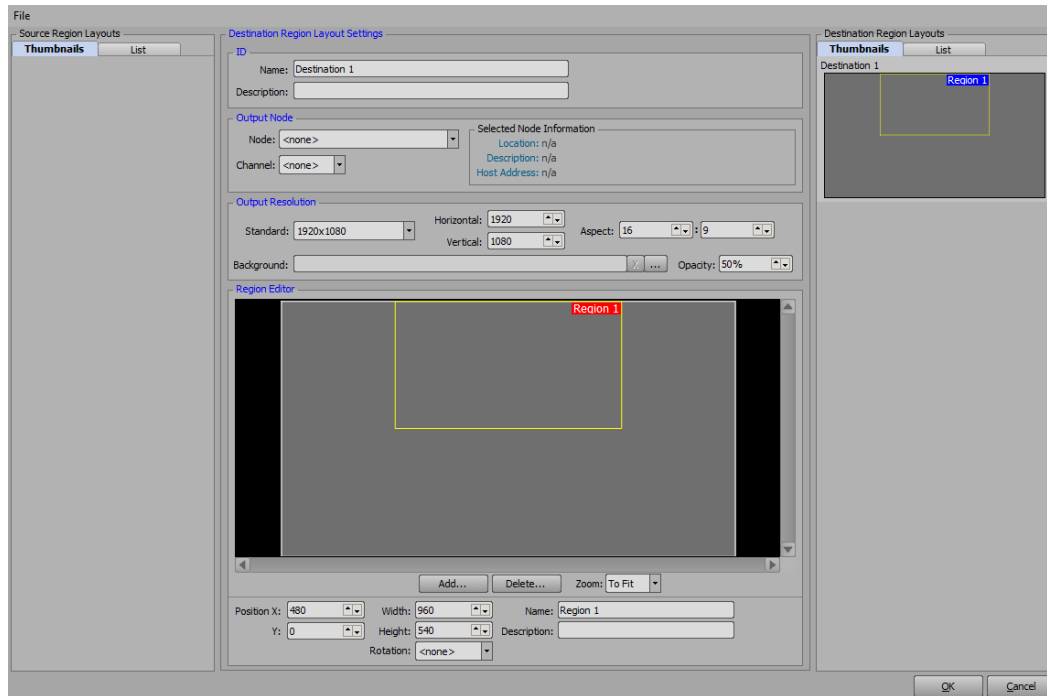 File
Source Region Layouts
Thumbnails List
Destination Region Layout Settings
ID
Name: Destination 1
Description:
Output Node
Node: <none>
Channel: <none>
Selected Node Information
Location: n/a
Description: n/a
Host Address: n/a
Output Resolution
Standard: 1920x1080
Horizontal: 1920
Vertical: 1080
Aspect: 16 : 9
Background: X ... Opacity: 50%
Region Editor
Region 1
Add... Delete... Zoom: To Fit
Position X: 480 Width: 960 Name: Region 1
Y: 0 Height: 540 Description:
Rotation: <none>
Destination Region Layouts
Thumbnails List
Destination 1
Region 1
OK Cancel